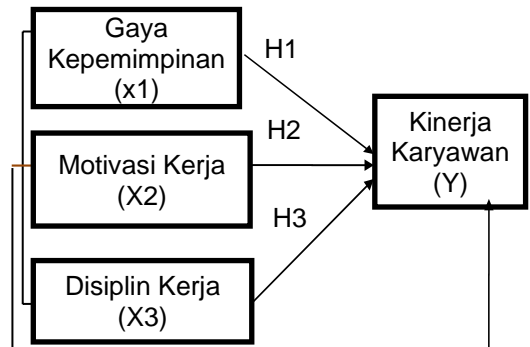 Gaya
Kepemimpinan
(x1)
H1
Motivasi Kerja
(X2)
H2
Kinerja
Karyawan
(Y)
H3
Disiplin Kerja
(X3)